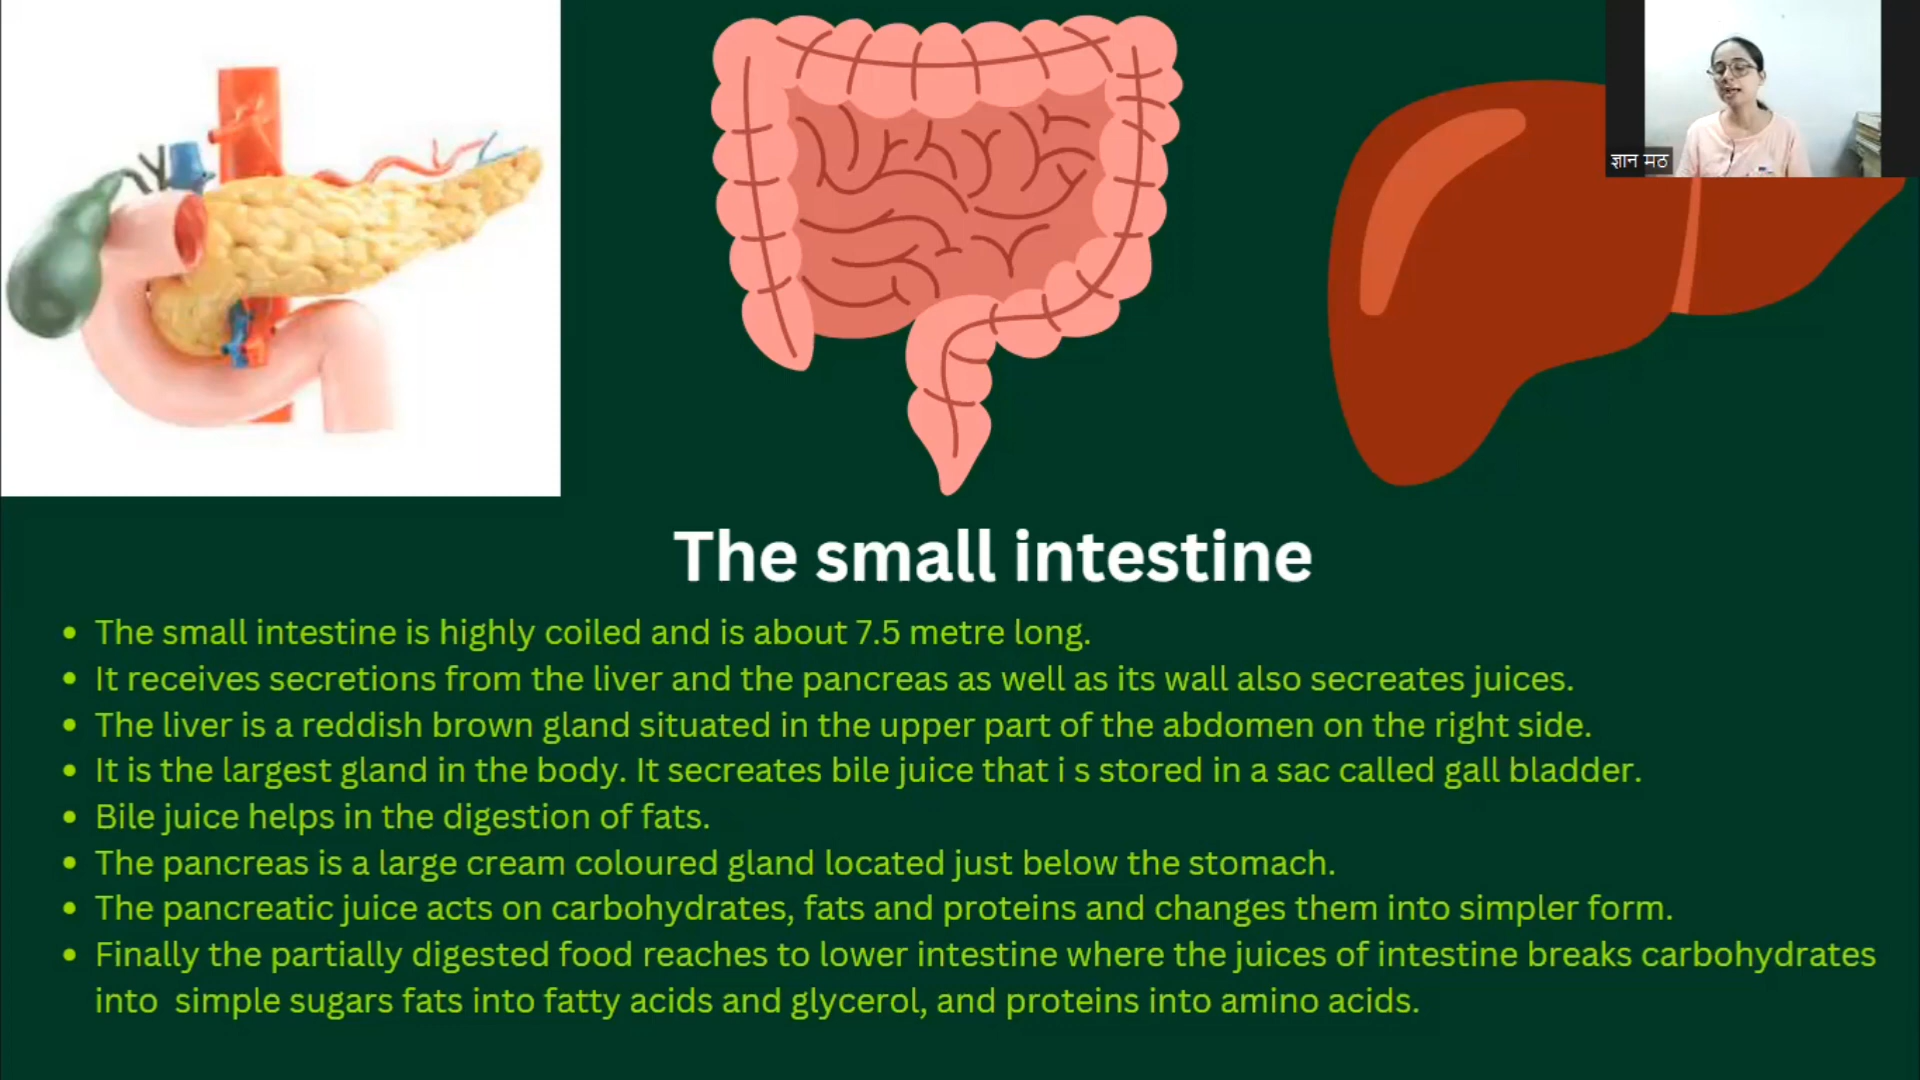 ज्ञान मठ
The small intestine
• The small intestine is highly coiled and is about 7.5 metre long.
• It receives secretions from the liver and the pancreas as well as its wall also secreates juices.
• The liver is a reddish brown gland situated in the upper part of the abdomen on the right side.
• It is the largest gland in the body. It secreates bile juice that i s stored in a sac called gall bladder.
• Bile juice helps in the digestion of fats.
• The pancreas is a large cream coloured gland located just below the stomach.
• The pancreatic juice acts on carbohydrates, fats and proteins and changes them into simpler form.
• Finally the partially digested food reaches to lower intestine where the juices of intestine breaks carbohydrates
into simple sugars fats into fatty acids and glycerol, and proteins into amino acids.